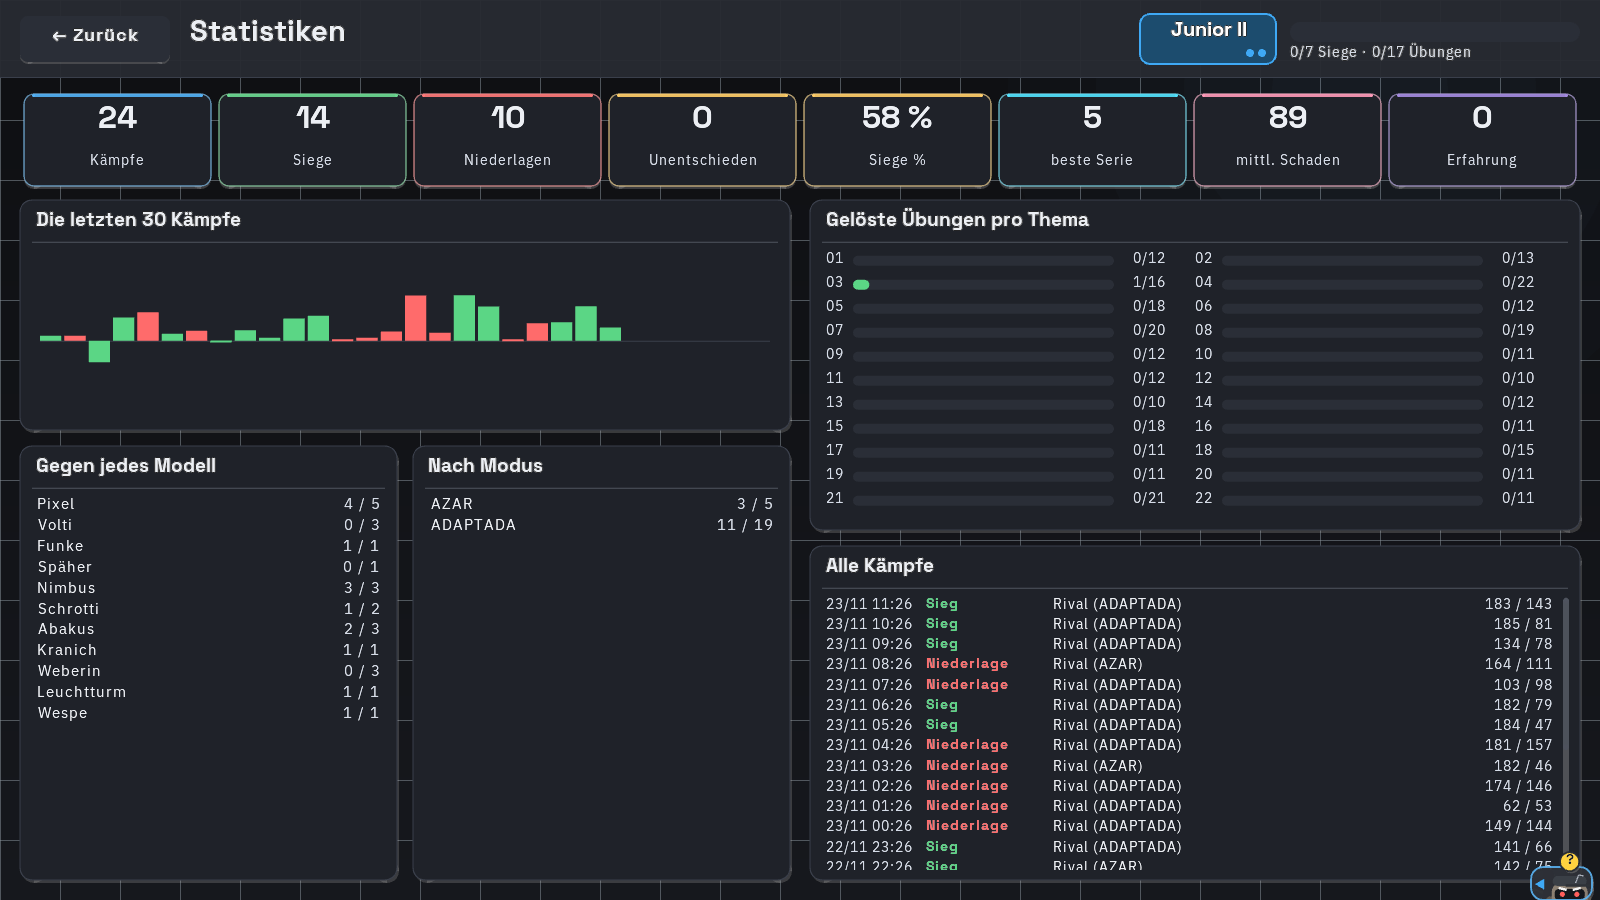 ← Zurück
Statistiken
Junior II
0/7 Siege · 0/17 Übungen
24
Kämpfe
14
Siege
10
Niederlagen
0
Unentschieden
58 %
Siege %
5
beste Serie
89
mittl. Schaden
0
Erfahrung
Die letzten 30 Kämpfe
Gegen jedes Modell
Pixel 4 / 5
Volti 0 / 3
Funke 1 / 1
Späher 0 / 1
Nimbus 3 / 3
Schrotti 1 / 2
Abakus 2 / 3
Kranich 1 / 1
Weberin 0 / 3
Leuchtturm 1 / 1
Wespe 1 / 1
Nach Modus
AZAR 3 / 5
ADAPTADA 11 / 19
Gelöste Übungen pro Thema
01 0/12 02 0/13
03 1/16 04 0/22
05 0/18 06 0/12
07 0/20 08 0/19
09 0/12 10 0/11
11 0/12 12 0/10
13 0/10 14 0/12
15 0/18 16 0/11
17 0/11 18 0/15
19 0/11 20 0/11
21 0/21 22 0/11
Alle Kämpfe
23/11 11:26 Sieg Rival (ADAPTADA) 183 / 143
23/11 10:26 Sieg Rival (ADAPTADA) 185 / 81
23/11 09:26 Sieg Rival (ADAPTADA) 134 / 78
23/11 08:26 Niederlage Rival (AZAR) 164 / 111
23/11 07:26 Niederlage Rival (ADAPTADA) 103 / 98
23/11 06:26 Sieg Rival (ADAPTADA) 182 / 79
23/11 05:26 Sieg Rival (ADAPTADA) 184 / 47
23/11 04:26 Niederlage Rival (ADAPTADA) 181 / 157
23/11 03:26 Niederlage Rival (AZAR) 182 / 46
23/11 02:26 Niederlage Rival (ADAPTADA) 174 / 146
23/11 01:26 Niederlage Rival (ADAPTADA) 62 / 53
23/11 00:26 Niederlage Rival (ADAPTADA) 149 / 144
22/11 23:26 Sieg Rival (ADAPTADA) 141 / 66
22/11 22:26 Sieg Rival (AZAR) 142 / 75
?